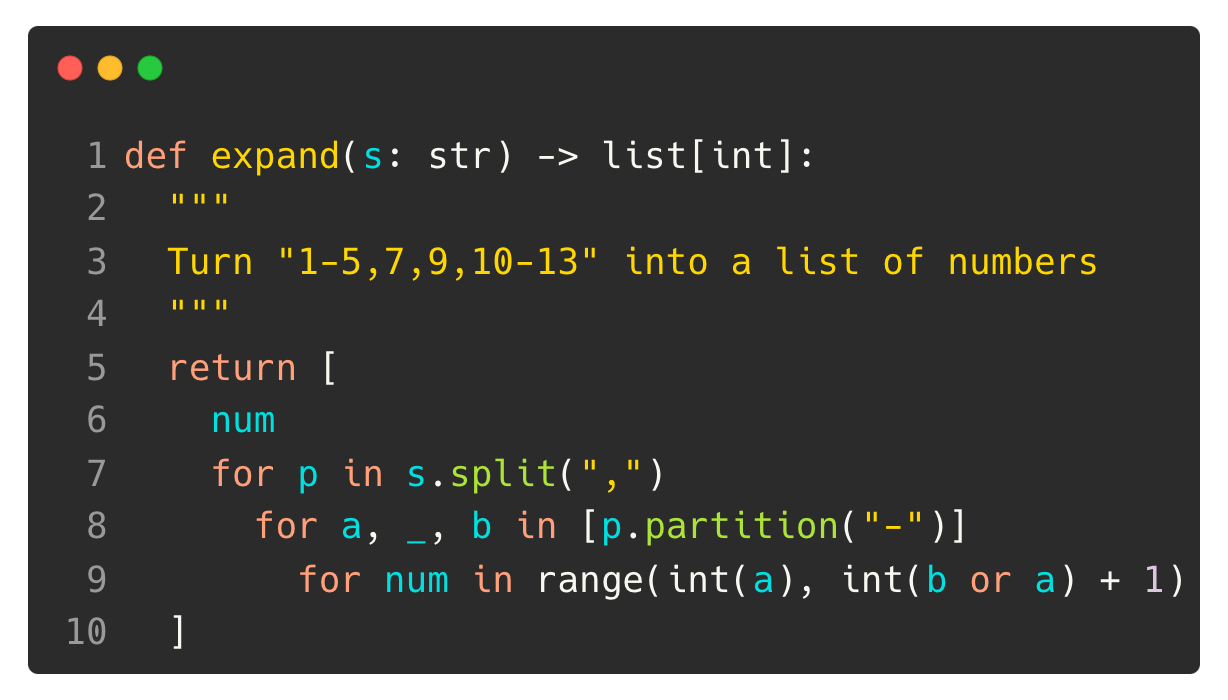 1 def expand(s: str) -> list[int]:
2   """
3   Turn "1-5,7,9,10-13" into a list of numbers
4   """
5   return [
6     num
7     for p in s.split(",")
8       for a, _, b in [p.partition("-")]
9         for num in range(int(a), int(b or a) + 1)
10   ]